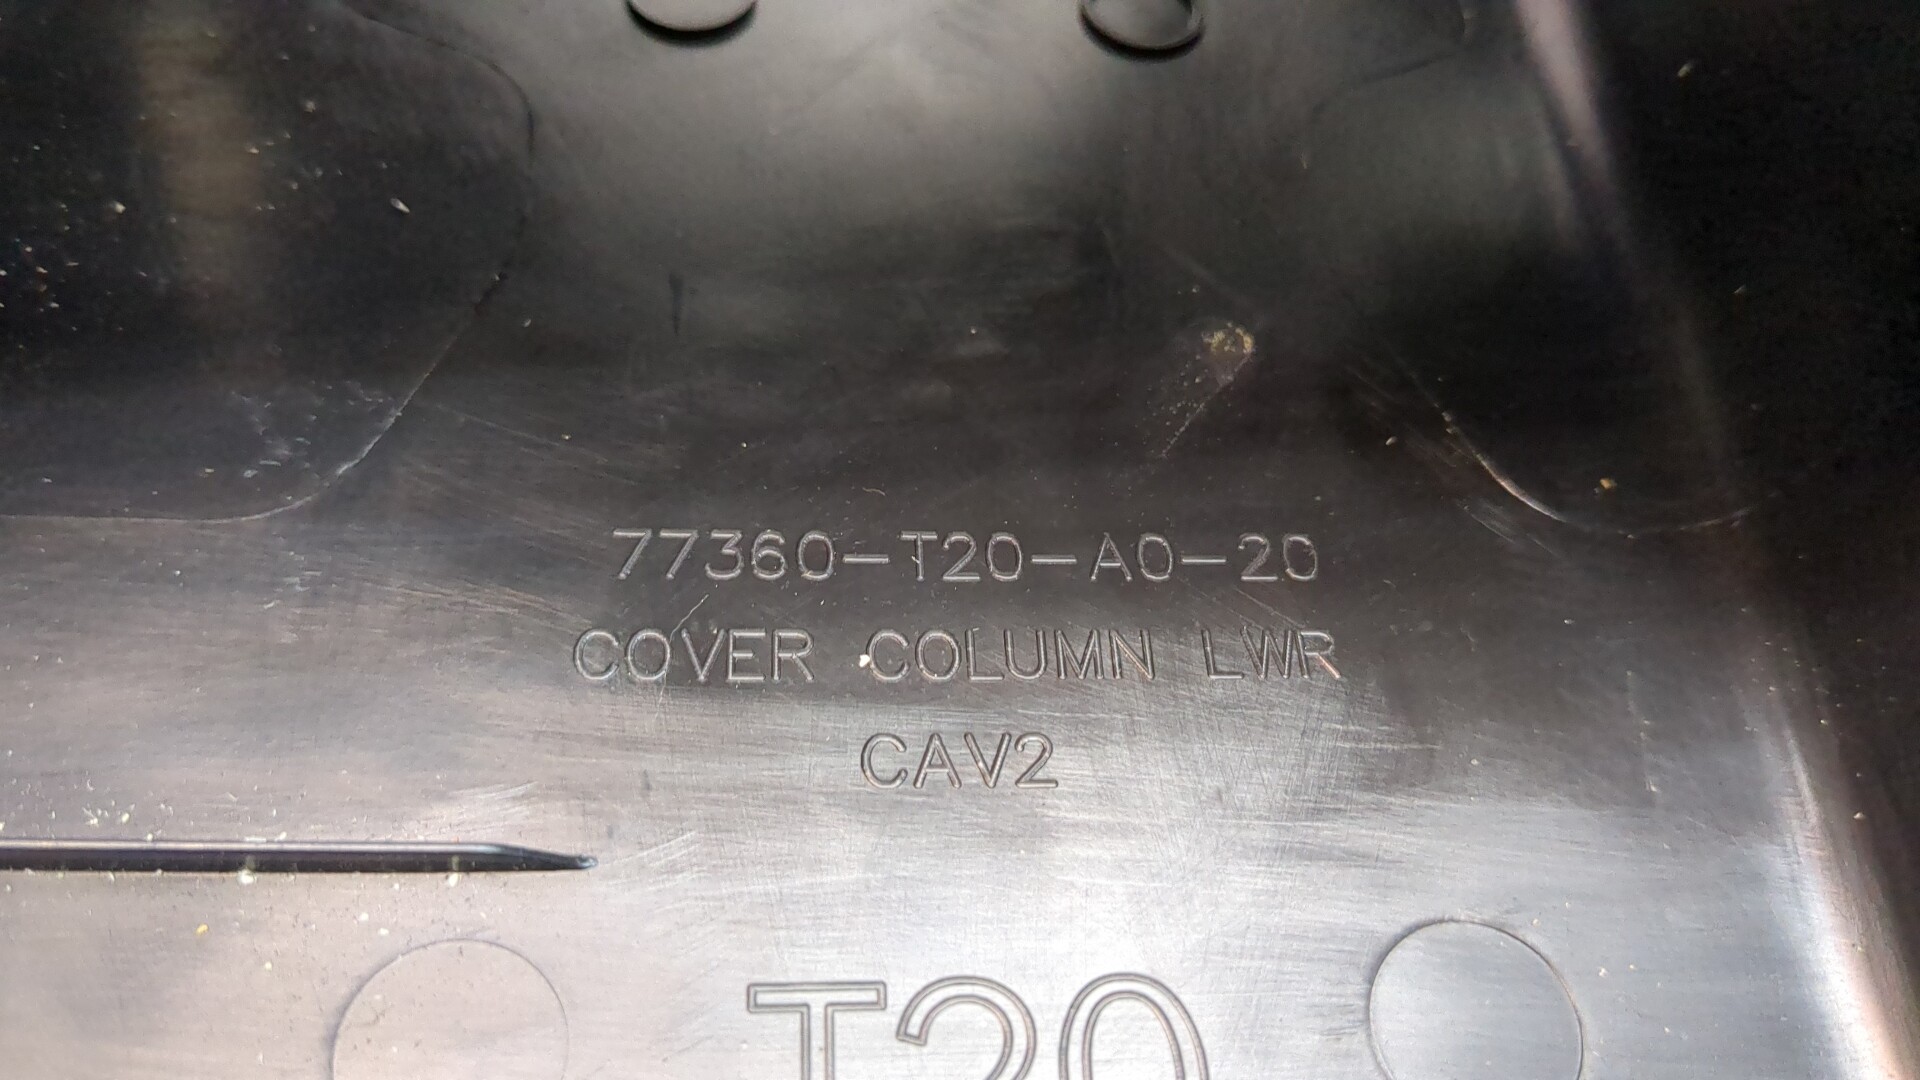 77360-T20-A0-20
COVER COLUMN LWR
CAV2
T20